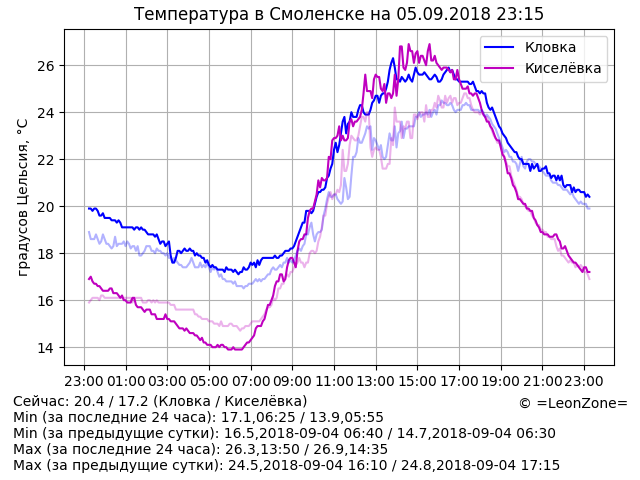 Температура в Смоленске на 05.09.2018 23:15
Кловка
Киселёвка
градусов Цельсия, °C
26
24
22
20
18
16
14
23:00 01:00 03:00 05:00 07:00 09:00 11:00 13:00 15:00 17:00 19:00 21:00 23:00
Сейчас: 20.4 / 17.2 (Кловка / Киселёвка)
© =LeonZone=
Min (за последние 24 часа): 17.1,06:25 / 13.9,05:55
Min (за предыдущие сутки): 16.5,2018-09-04 06:40 / 14.7,2018-09-04 06:30
Max (за последние 24 часа): 26.3,13:50 / 26.9,14:35
Max (за предыдущие сутки): 24.5,2018-09-04 16:10 / 24.8,2018-09-04 17:15